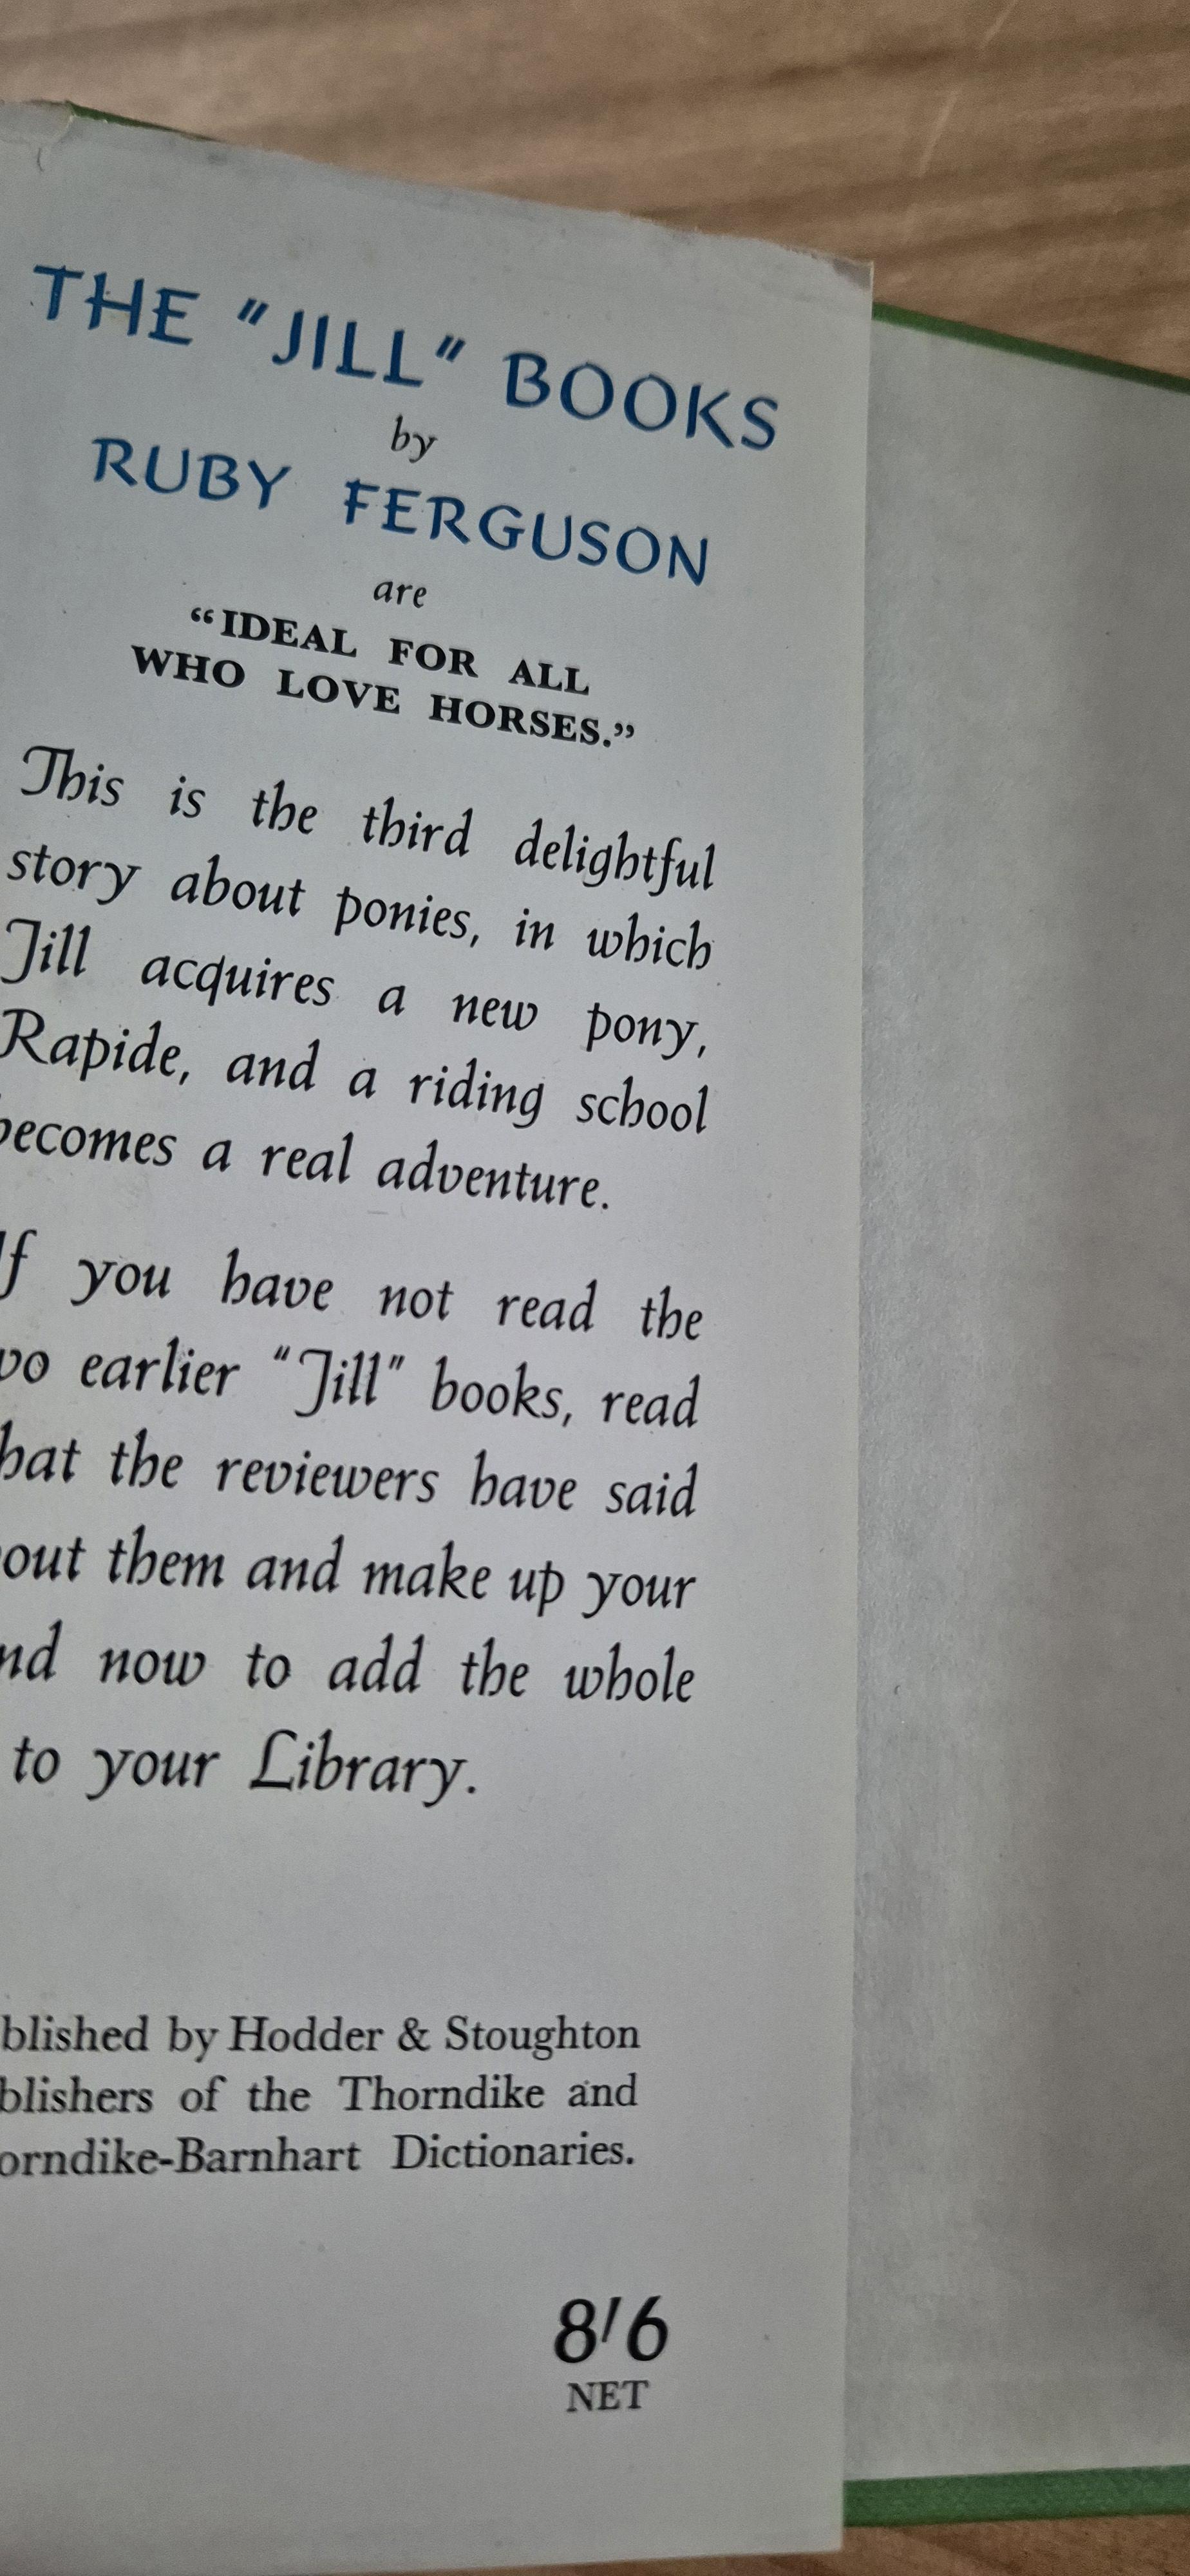 THE "JILL" BOOKS
by
RUBY FERGUSON
are
"IDEAL FOR ALL
WHO LOVE HORSES."
This is the third delightful
story about ponies, in which
Jill acquires a new pony,
Rapide, and a riding school
becomes a real adventure.
If you have not read the
wo earlier "Jill" books, read
hat the reviewers have said
out them and make up your
nd now to add the whole
to your Library.
blished by Hodder & Stoughton
blishers of the Thorndike and
orndike-Barnhart Dictionaries.
8/6
NET